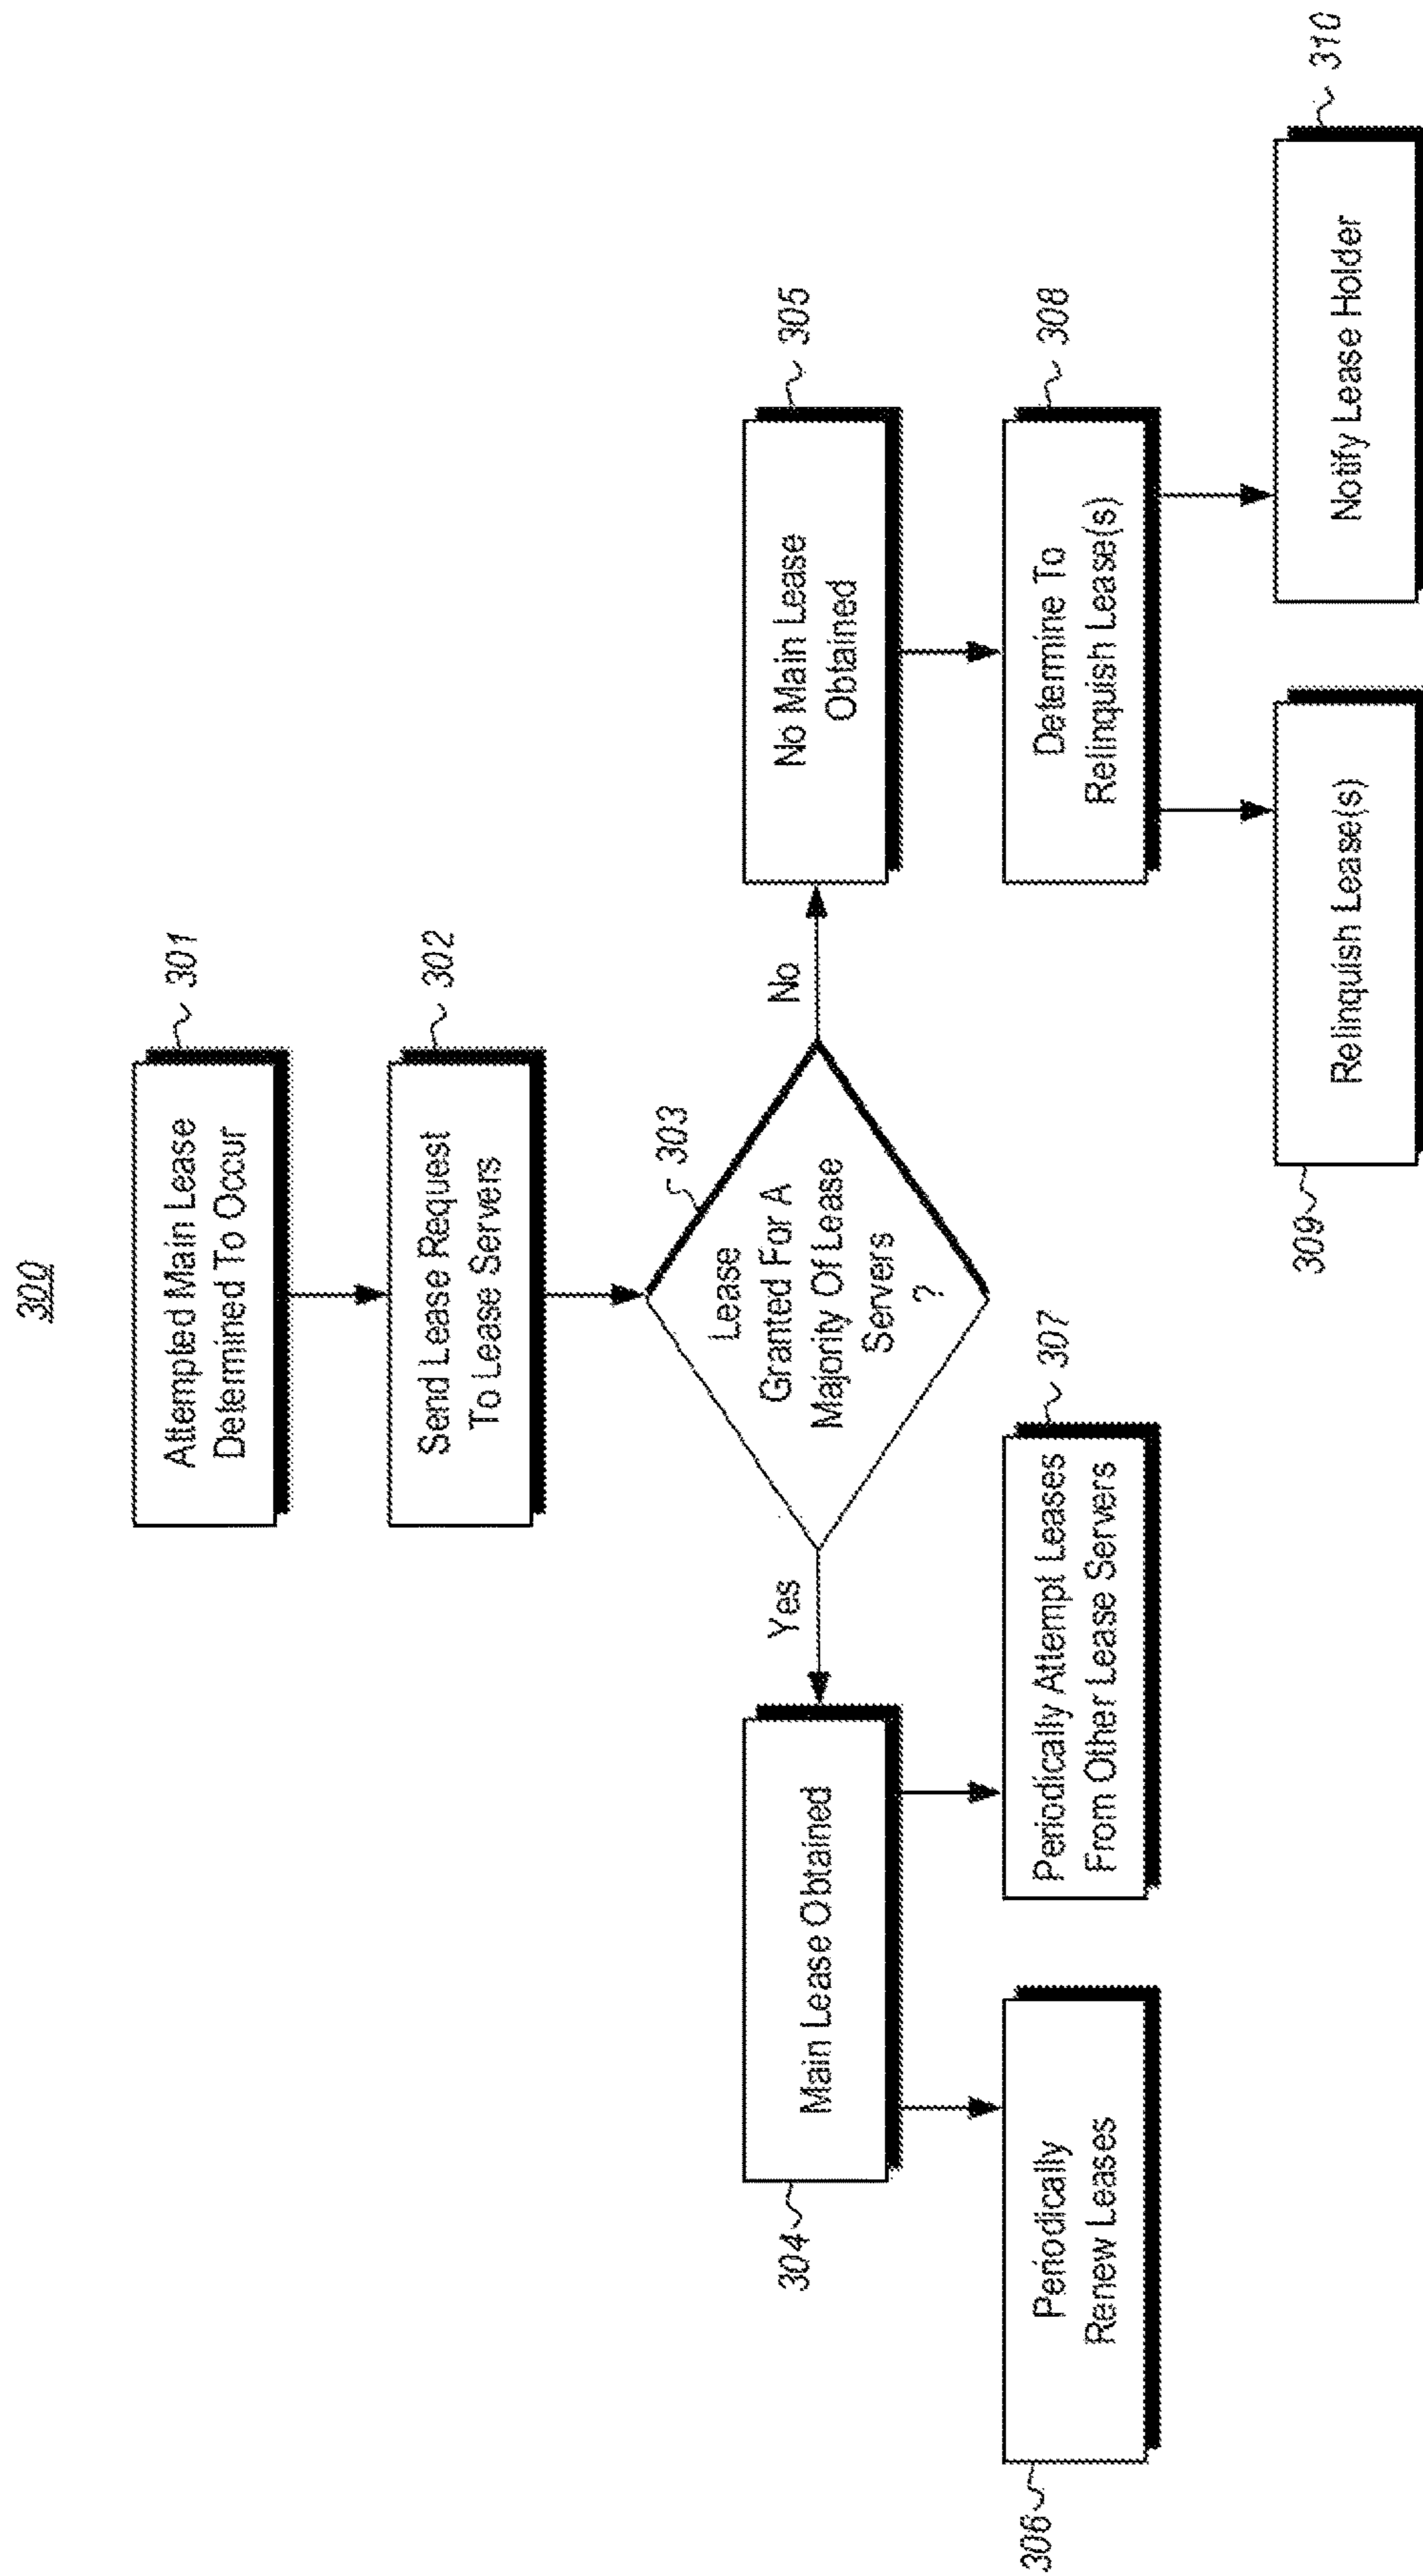 300
Attempted Main Lease
Determined To Occur
301
Send Lease Request
To Lease Servers
302
Lease
Granted For A
Majority Of Lease
Servers
?
303
Yes
No
Main Lease Obtained
304
No Main Lease
Obtained
305
Periodically
Renew Leases
306
Periodically Attempt Leases
From Other Lease Servers
307
Determine To
Relinquish Lease(s)
308
Relinquish Lease(s)
309
Notify Lease Holder
310